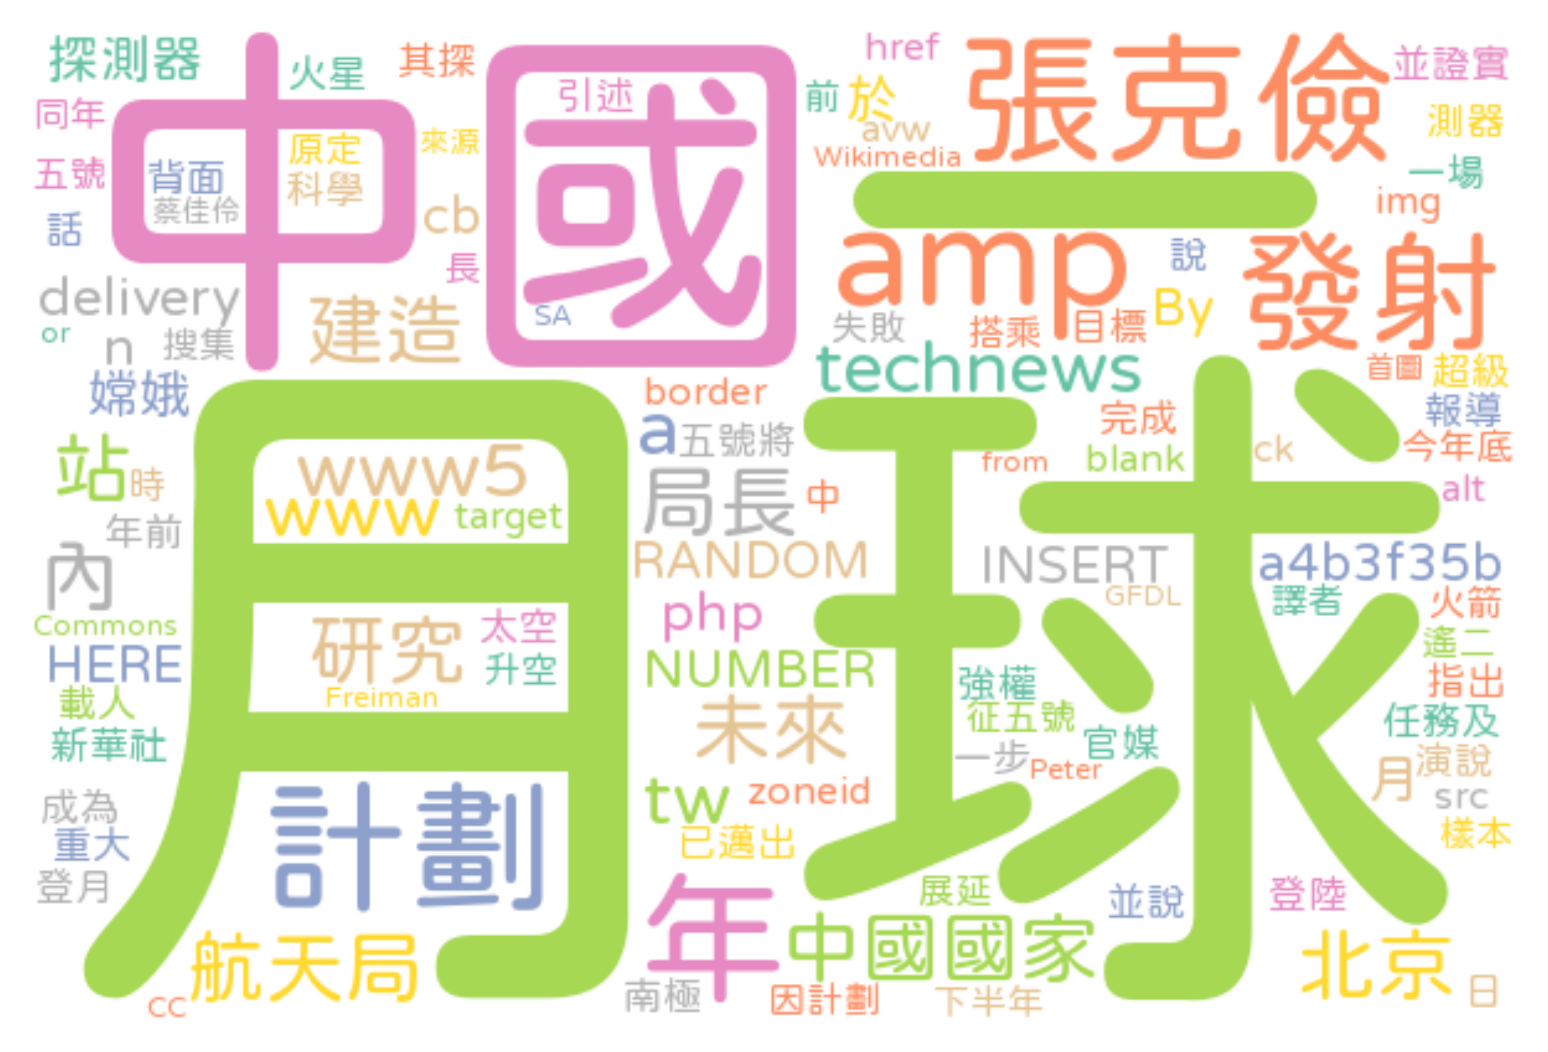 探測器
火星
其探
引述
前
於
href
張克儉
並證實
同年
中國
原定
來源
avw
Wikimedia
測器
五號
背面
科學
蔡佳伶
一
一場
img
話
cb
長
amp
說
發射
delivery
建造
SA
失敗
搭乘
目標
By
or
n
搜集
technews
首圖
超級
嫦娥
月球
border
完成
報導
站
時
www5
a
五號將
from
blank
ck
今年底
www
target
局長
中
alt
年前
內
RANDOM
INSERT
a4b3f35b
GFDL
譯者
火箭
Commons
研究
太空
php
遙二
HERE
升空
NUMBER
強權
指出
載人
Freiman
未來
征五號
任務及
新華社
官媒
一步
Peter
月
演說
計劃
tw
zoneid
src
成為
重大
已邁出
樣本
登月
年
展延
並說
登陸
航天局
中國國家
北京
cc
南極
因計劃
下半年
日